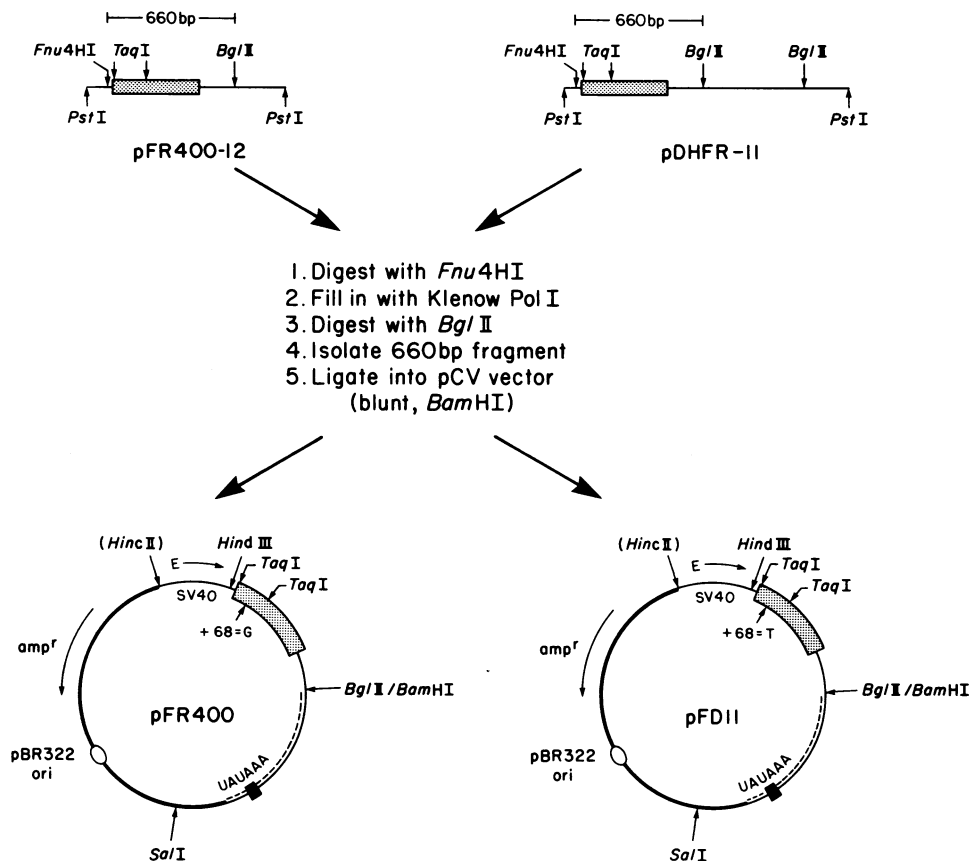 660bp
Fnu4HI TaqI BglII
PstI PstI
pFR400-12
660bp
Fnu4HI TaqI BglII BglII
PstI PstI
pDHFR-11
1. Digest with Fnu4HI
2. Fill in with Klenow Pol I
3. Digest with BglII
4. Isolate 660bp fragment
5. Ligate into pCV vector
(blunt, BamHI)
(HincII)
E
HindIII
TaqI
TaqI
SV40
+68=G
ampr
BglII/BamHI
pFR400
pBR322
ori
UAUAAA
SalI
(HincII)
E
HindIII
TaqI
TaqI
SV40
+68=T
ampr
BglII/BamHI
pFD11
pBR322
ori
UAUAAA
SalI